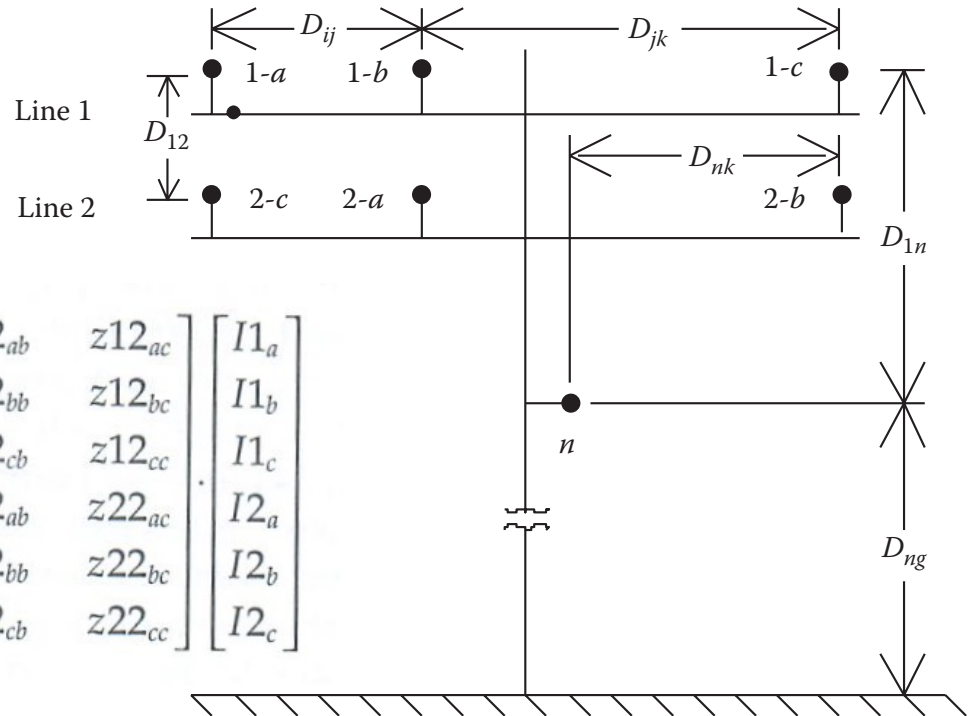 D_ij
D_jk
1-a
1-b
1-c
Line 1
D_12
D_nk
Line 2
2-c
2-a
2-b
D_1n
z12_ac
I1_a
z12_bc
I1_b
z12_cc
I1_c
z22_ac
I2_a
z22_bc
I2_b
z22_cc
I2_c
n
D_ng